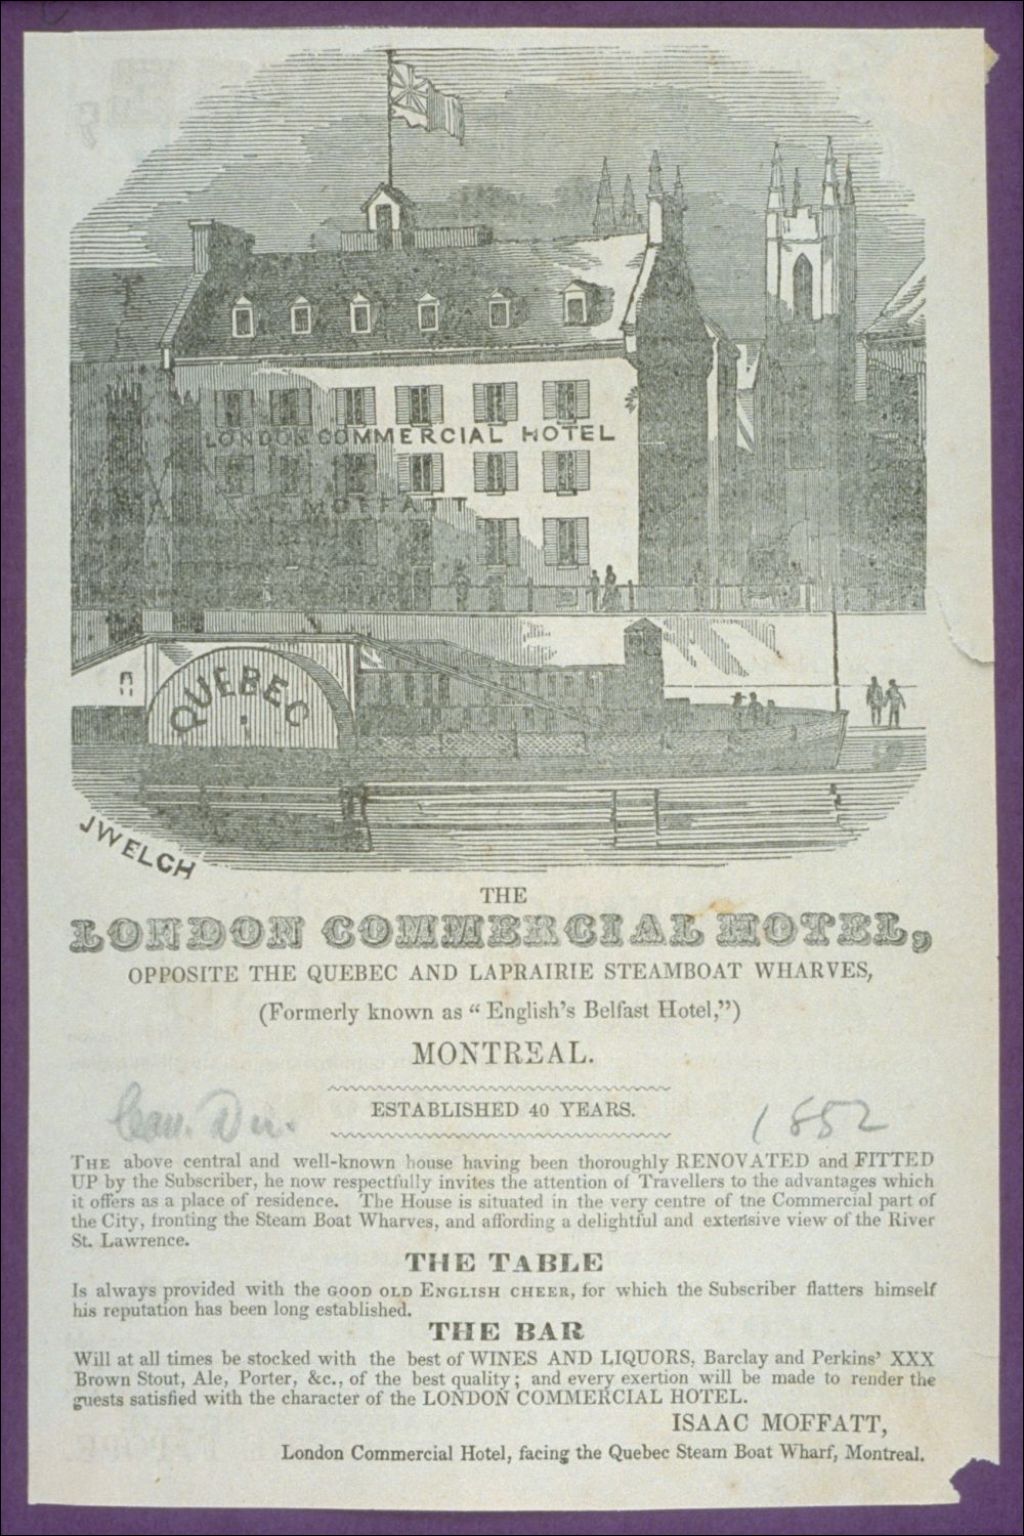 LONDON COMMERCIAL HOTEL
MOFFATT
QUEBEC
JWELCH
THE
LONDON COMMERCIAL HOTEL,
OPPOSITE THE QUEBEC AND LAPRAIRIE STEAMBOAT WHARVES,
(Formerly known as “ English’s Belfast Hotel,”)
MONTREAL.
ESTABLISHED 40 YEARS.
1852
THE above central and well-known house having been thoroughly RENOVATED and FITTED
UP by the Subscriber, he now respectfully invites the attention of Travellers to the advantages which
it offers as a place of residence. The House is situated in the very centre of tne Commercial part of
the City, fronting the Steam Boat Wharves, and affording a delightful and extensive view of the River
St. Lawrence.
THE TABLE
Is always provided with the GOOD OLD ENGLISH CHEER, for which the Subscriber flatters himself
his reputation has been long established.
THE BAR
Will at all times be stocked with the best of WINES AND LIQUORS, Barclay and Perkins’ XXX
Brown Stout, Ale, Porter, &c., of the best quality; and every exertion will be made to render the
guests satisfied with the character of the LONDON COMMERCIAL HOTEL.
ISAAC MOFFATT,
London Commercial Hotel, facing the Quebec Steam Boat Wharf, Montreal.